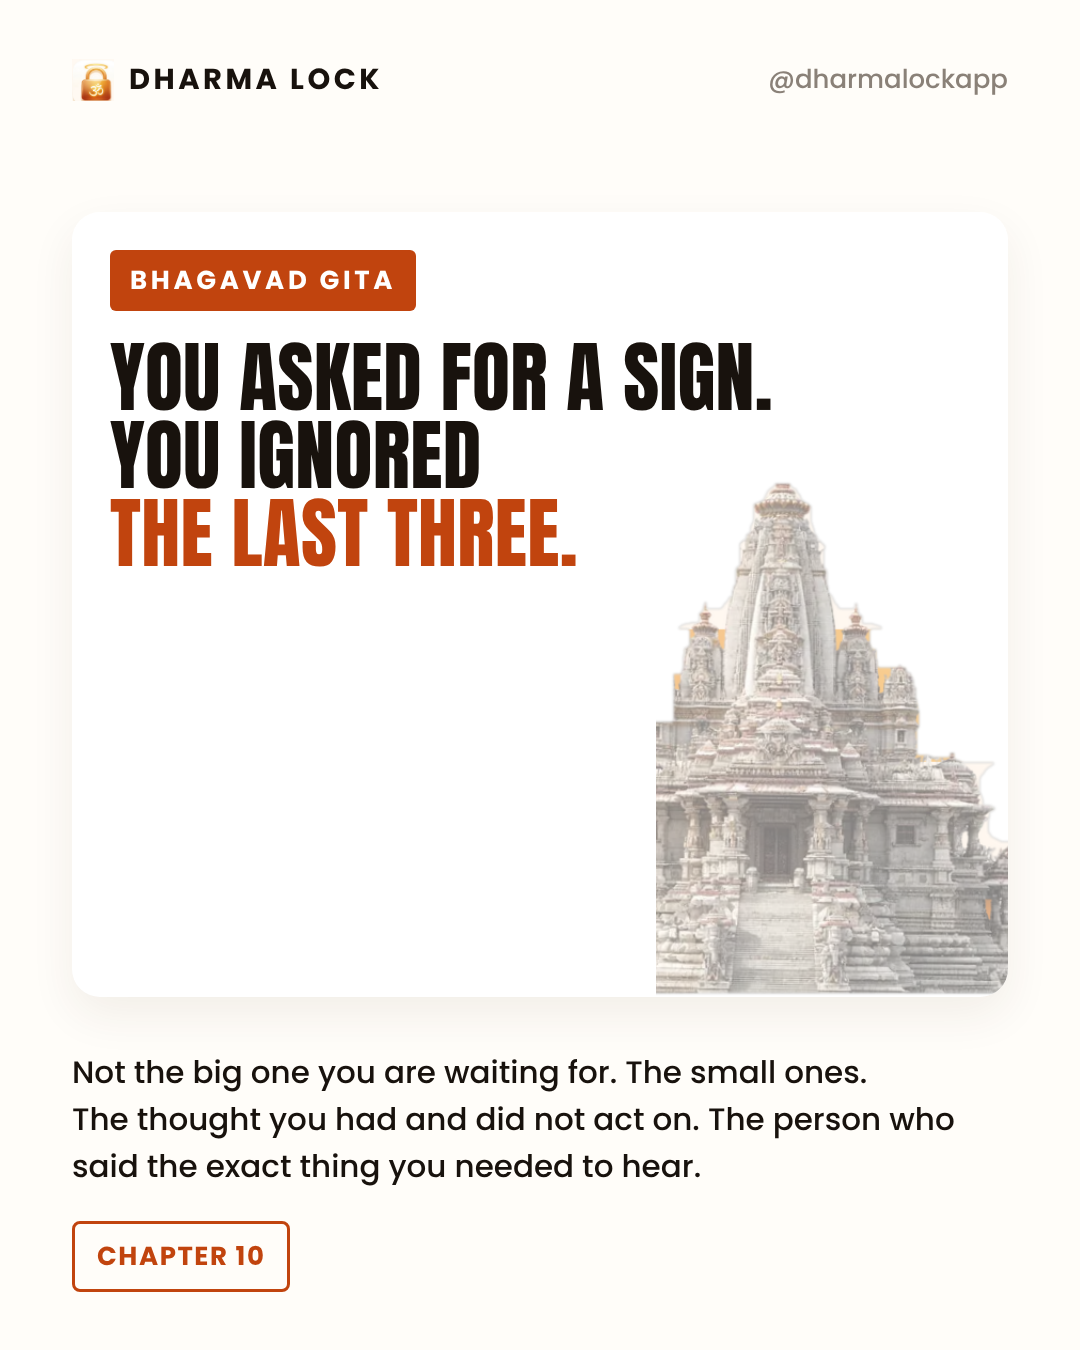 DHARMA LOCK
@dharmalockapp
BHAGAVAD GITA
YOU ASKED FOR A SIGN.
YOU IGNORED
THE LAST THREE.
Not the big one you are waiting for. The small ones.
The thought you had and did not act on. The person who
said the exact thing you needed to hear.
CHAPTER 10